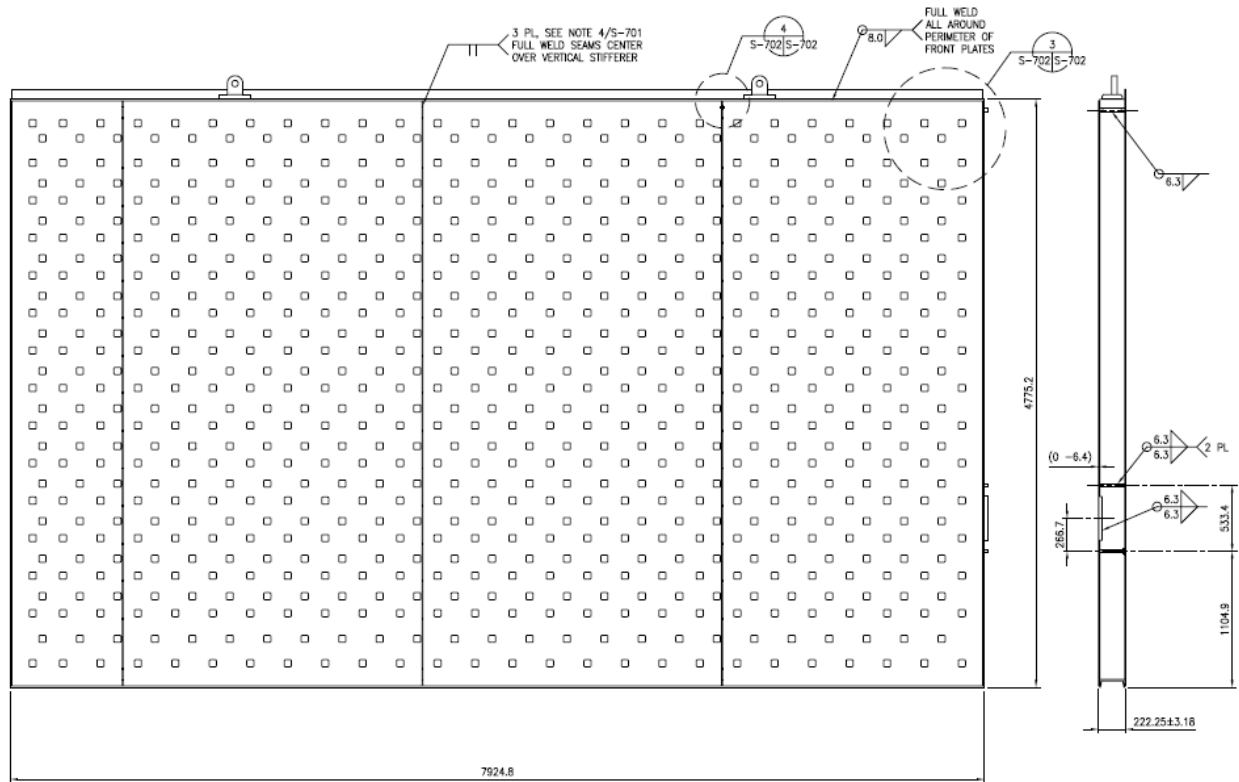 3 PL, SEE NOTE 4/S-701
FULL WELD SEAMS CENTER
OVER VERTICAL STIFFERER
4
S-702 S-702
8.0
FULL WELD
ALL AROUND
PERIMETER OF
FRONT PLATES
3
S-702 S-702
6.3
4775.2
(0 -6.4)
6.3
6.3
2 PL
6.3
6.3
266.7
533.4
1104.9
222.25±3.18
7924.8